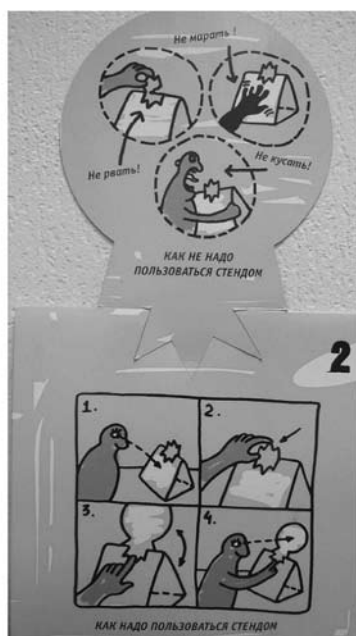 Не марать!
Не рвать!
Не кусать!
КАК НЕ НАДО
ПОЛЬЗОВАТЬСЯ СТЕНДОМ
2
1.
2.
3.
4.
КАК НАДО ПОЛЬЗОВАТЬСЯ СТЕНДОМ